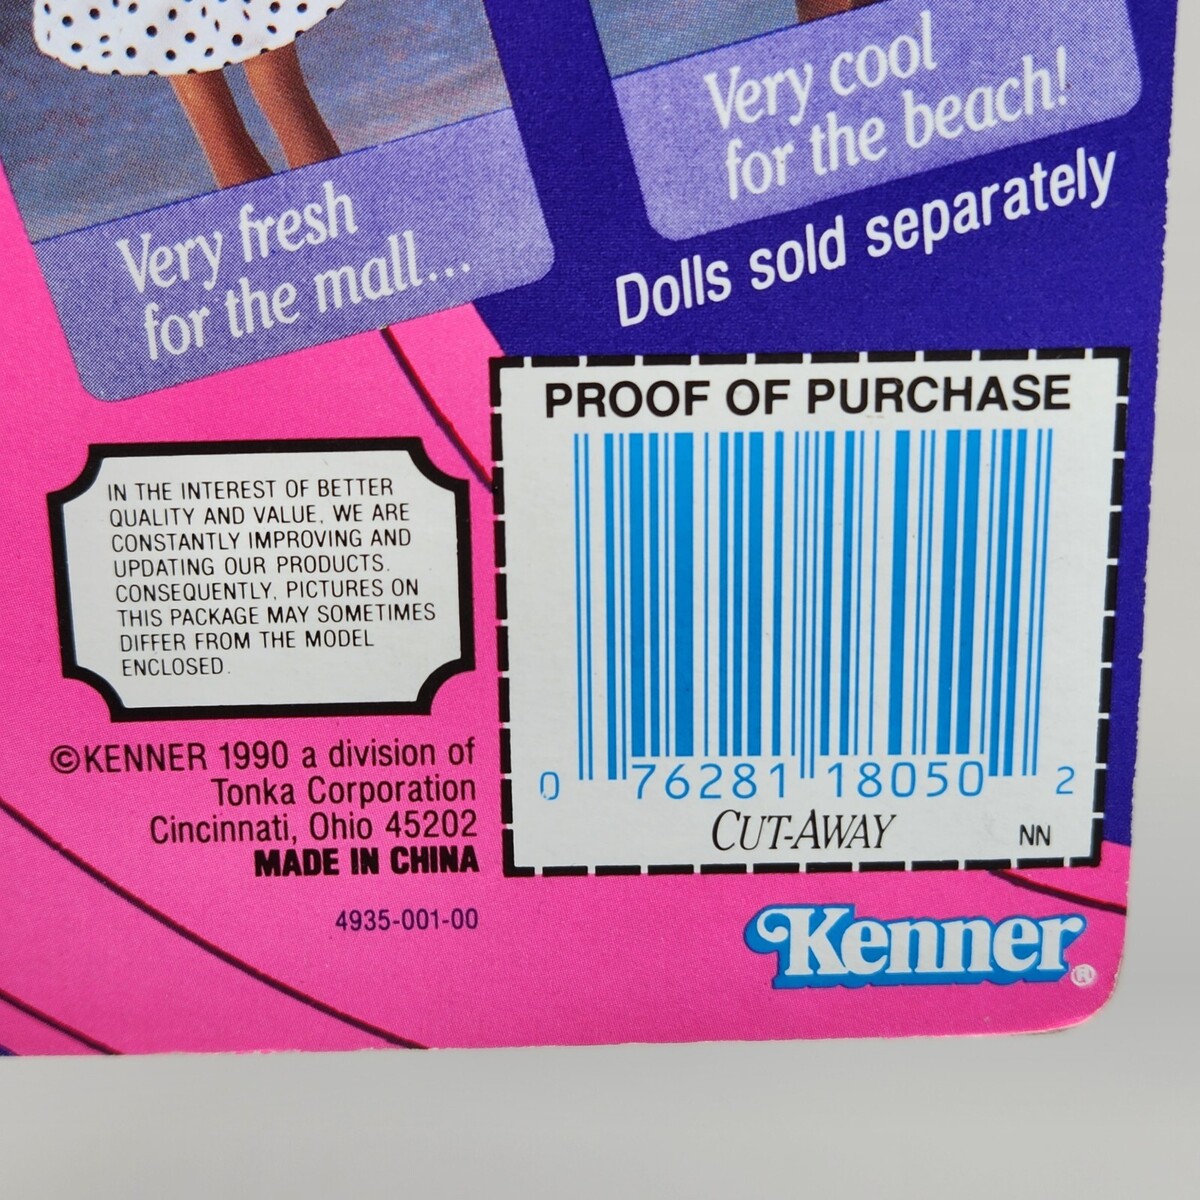 Very cool
for the beach!
Very fresh
for the mall...
Dolls sold separately
PROOF OF PURCHASE
IN THE INTEREST OF BETTER
QUALITY AND VALUE, WE ARE
CONSTANTLY IMPROVING AND
UPDATING OUR PRODUCTS.
CONSEQUENTLY, PICTURES ON
THIS PACKAGE MAY SOMETIMES
DIFFER FROM THE MODEL
ENCLOSED.
©KENNER 1990 a division of
Tonka Corporation
Cincinnati, Ohio 45202
MADE IN CHINA
4935-001-00
0 76281 18050 2
CUT-AWAY NN
Kenner®